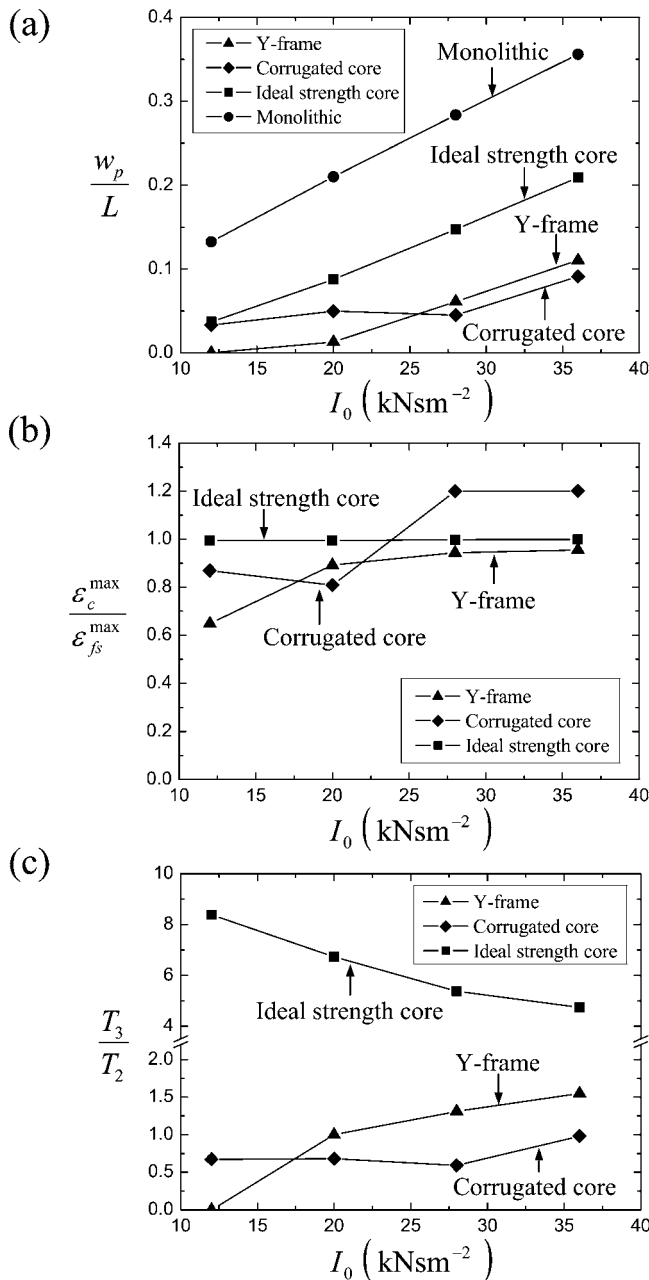 (a)
Y-frame
Corrugated core
Ideal strength core
Monolithic
Monolithic
Ideal strength core
Y-frame
Corrugated core
w_p / L
0.4
0.3
0.2
0.1
0.0
10 15 20 25 30 35 40
I_0 ( kNsm^{-2} )
(b)
Ideal strength core
Y-frame
Corrugated core
Y-frame
Corrugated core
Ideal strength core
ε_c^{max} / ε_{fs}^{max}
1.4
1.2
1.0
0.8
0.6
0.4
0.2
0.0
10 15 20 25 30 35 40
I_0 ( kNsm^{-2} )
(c)
Y-frame
Corrugated core
Ideal strength core
Ideal strength core
Y-frame
Corrugated core
T_3 / T_2
10
8
6
4
2.0
1.5
1.0
0.5
0.0
10 15 20 25 30 35 40
I_0 ( kNsm^{-2} )